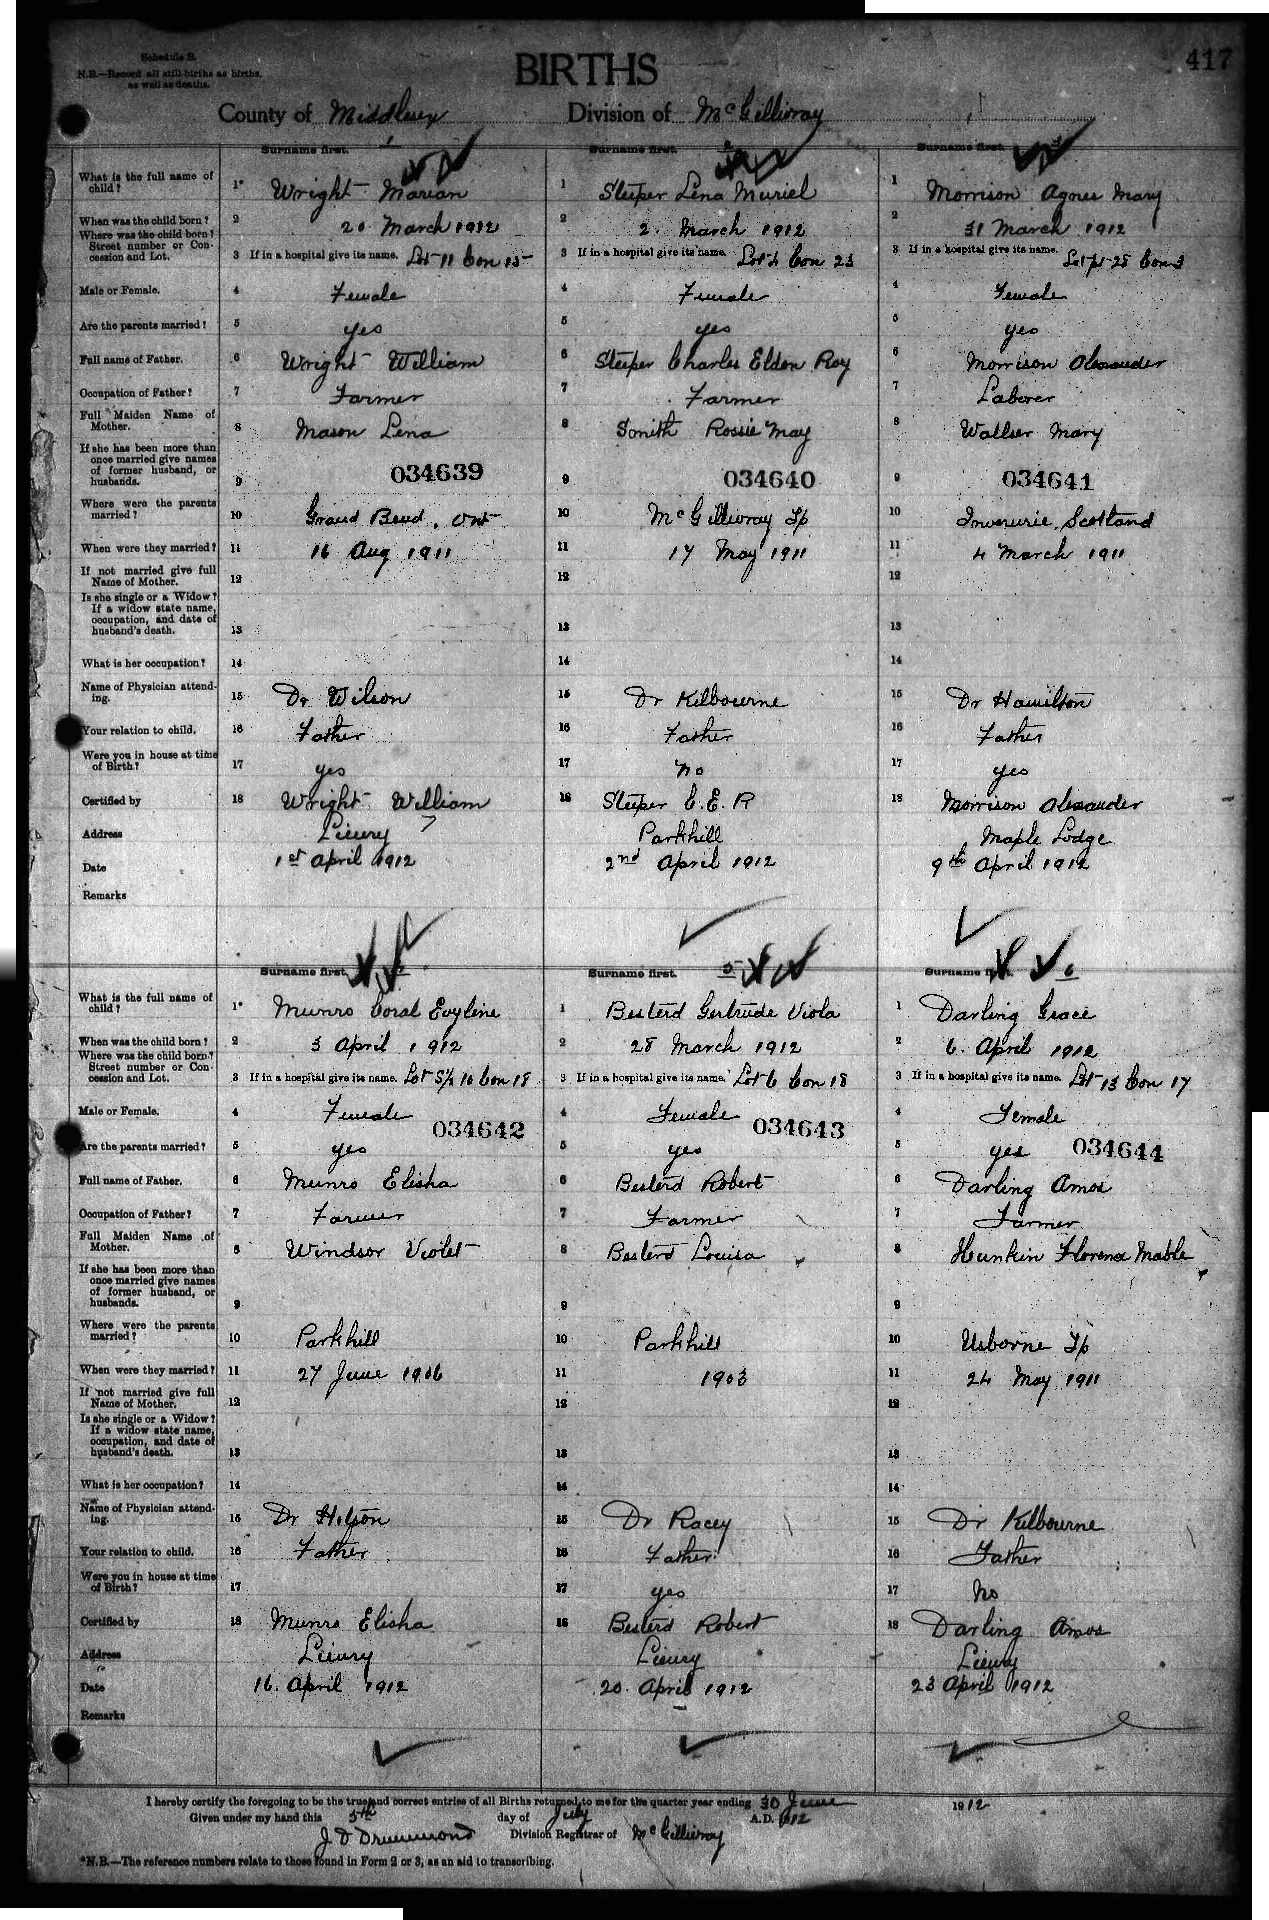 Schedule B.
N.B.—Record all still-births as births, as well as deaths.
BIRTHS
417
County of Middlesex Division of McGillivray
1
Surname first.
What is the full name of child? 1* Wright Marian
When was the child born? 2 20 March 1912
Where was the child born? Street number or Concession and Lot. 3 If in a hospital give its name. Lot 11 Con 15
Male or Female. 4 Female
Are the parents married? 5 yes
Full name of Father. 6 Wright William
Occupation of Father? 7 Farmer
Full Maiden Name of Mother. 8 Mason Lena
If she has been more than once married give names of former husband, or husbands. 9
034639
Where were the parents married? 10 Grand Bend, Ont
When were they married? 11 16 Aug 1911
If not married give full Name of Mother. 12
Is she single or a Widow? If a widow state name, occupation, and date of husband's death. 13
What is her occupation? 14
Name of Physician attending. 15 Dr Wilson
Your relation to child. 16 Father
Were you in house at time of Birth? 17 yes
Certified by 18 Wright William
Address Lieury
Date 1st April 1912
Remarks
Surname first.
1 Sleeper Lena Muriel
2 2 March 1912
3 If in a hospital give its name. Con 23
4 Female
5 yes
6 Sleeper Charles Eldon Roy
7 Farmer
8 Smith Rossie May
9
034640
10 McGillivray Tp
11 17 May 1911
12
13
14
15 Dr Kilbourne
16 Father
17 no
18 Sleeper C. E. R
Parkhill
2nd April 1912
Surname first.
1 Morrison Agnes Mary
2 31 March 1912
3 If in a hospital give its name. Lot pt 28 Con 3
4 Female
5 yes
6 Morrison Alexander
7 Laborer
8 Walker Mary
9
034641
10 Inverurie, Scotland
11 4 March 1911
12
13
14
15 Dr Hamilton
16 Father
17 yes
18 Morrison Alexander
Maple Lodge
9th April 1912
Surname first.
What is the full name of child? 1* Munro Coral Evyline
When was the child born? 2 3 April 1912
Where was the child born? Street number or Concession and Lot. 3 If in a hospital give its name. Lot S½ 16 Con 18
Male or Female. 4 Female
034642
Are the parents married? 5 yes
Full name of Father. 6 Munro Elisha
Occupation of Father? 7 Farmer
Full Maiden Name of Mother. 8 Windsor Violet
If she has been more than once married give names of former husband, or husbands. 9
Where were the parents married? 10 Parkhill
When were they married? 11 27 June 1906
If not married give full Name of Mother. 12
Is she single or a Widow? If a widow state name, occupation, and date of husband's death. 13
What is her occupation? 14
Name of Physician attending. 15 Dr
Your relation to child. 16 Father
Were you in house at time of Birth? 17
Certified by 18 Munro Elisha
Address Lieury
Date 16 April 1912
Remarks
Surname first. 5
1 Besterd Gertrude Viola
2 28 March 1912
3 If in a hospital give its name. Lot 6 Con 18
4 Female
034643
5 yes
6 Besterd Robert
7 Farmer
8 Besterd Louisa
9
10 Parkhill
11 1903
12
13
14
15 Dr Racey
16 Father
17 yes
18 Besterd Robert
Lieury
20 April 1912
Surname first. 6
1 Darling Grace
2 6 April 1912
3 If in a hospital give its name. Lot 13 Con 17
4 Female
5 yes 034644
6 Darling Amos
7 Farmer
8 Hunkin Florence Mable
9
10 Usborne Tp
11 24 May 1911
12
13
14
15 Dr Kilbourne
16 Father
17 No
18 Darling Amos
Lieury
23 April 1912
I hereby certify the foregoing to be the true and correct entries of all Births returned to me for the quarter year ending 30 June 1912
Given under my hand this 5th day of July A.D. 1912
J D Drummond Division Registrar of McGillivray
*N.B.—The reference numbers relate to those found in Form 2 or 3, as an aid to transcribing.